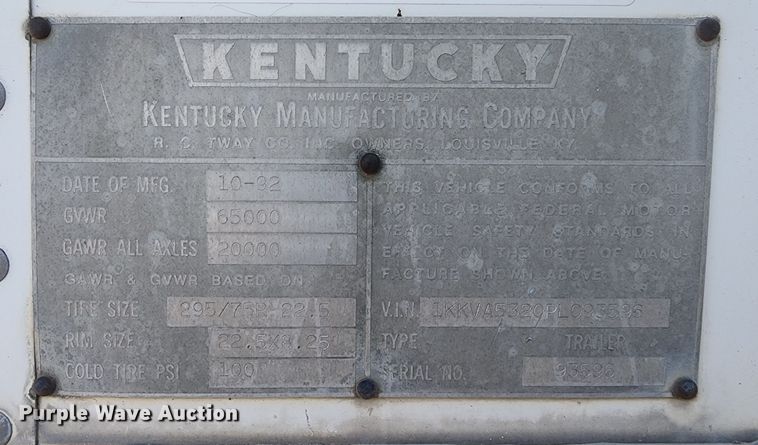 KENTUCKY
MANUFACTURED BY
KENTUCKY MANUFACTURING COMPANY
R. C. TWAY CO. INC. OWNERS, LOUISVILLE, KY.
DATE OF MFG. 10-92
GVWR 65000
GAWR ALL AXLES 20000
GAWR & GVWR BASED ON
TIRE SIZE 295/75R 22.5
RIM SIZE 22.5X8.25
COLD TIRE PSI 100
THIS VEHICLE CONFORMS TO ALL
APPLICABLE FEDERAL MOTOR
VEHICLE SAFETY STANDARDS IN
EFFECT ON THE DATE OF MANU-
FACTURE SHOWN ABOVE.
V.I.N.
TYPE TRAILER
SERIAL NO. 93596
Purple Wave Auction